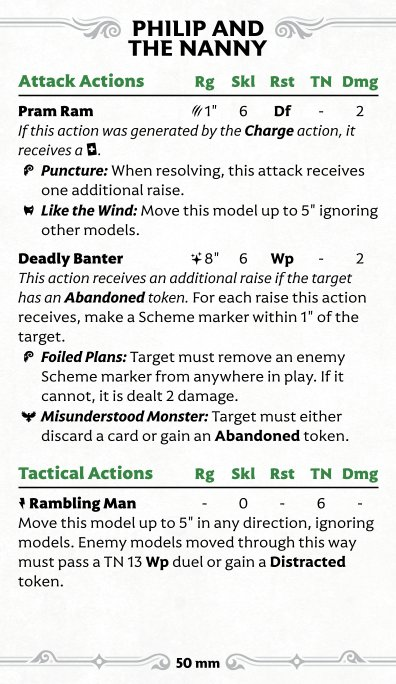 PHILIP AND
THE NANNY
Attack Actions Rg Skl Rst TN Dmg
Pram Ram 1" 6 Df - 2
If this action was generated by the Charge action, it
receives a .
Puncture: When resolving, this attack receives
one additional raise.
Like the Wind: Move this model up to 5" ignoring
other models.
Deadly Banter 8" 6 Wp - 2
This action receives an additional raise if the target
has an Abandoned token. For each raise this action
receives, make a Scheme marker within 1" of the
target.
Foiled Plans: Target must remove an enemy
Scheme marker from anywhere in play. If it
cannot, it is dealt 2 damage.
Misunderstood Monster: Target must either
discard a card or gain an Abandoned token.
Tactical Actions Rg Skl Rst TN Dmg
Rambling Man - 0 - 6 -
Move this model up to 5" in any direction, ignoring
models. Enemy models moved through this way
must pass a TN 13 Wp duel or gain a Distracted
token.
50 mm